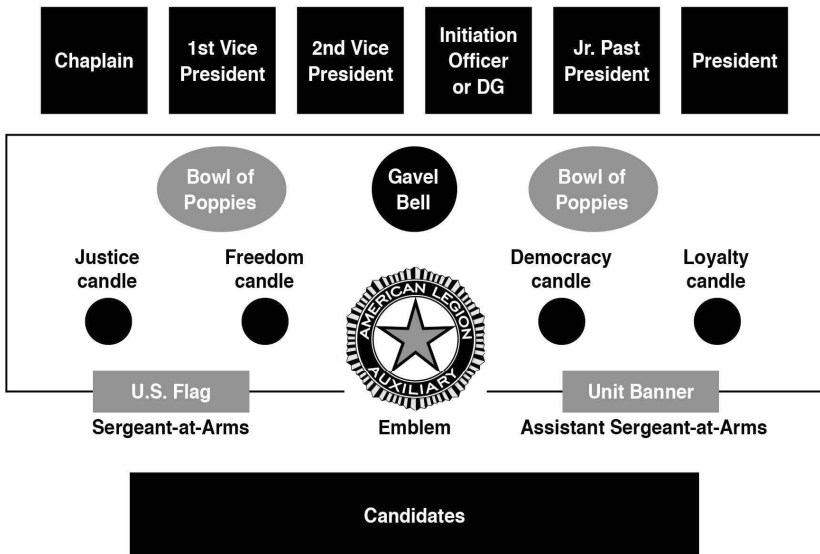 Chaplain
1st Vice
President
2nd Vice
President
Initiation
Officer
or DG
Jr. Past
President
President
Bowl of
Poppies
Gavel
Bell
Bowl of
Poppies
Justice
candle
Freedom
candle
Democracy
candle
Loyalty
candle
AMERICAN LEGION
AUXILIARY
U.S. Flag
Unit Banner
Sergeant-at-Arms
Emblem
Assistant Sergeant-at-Arms
Candidates